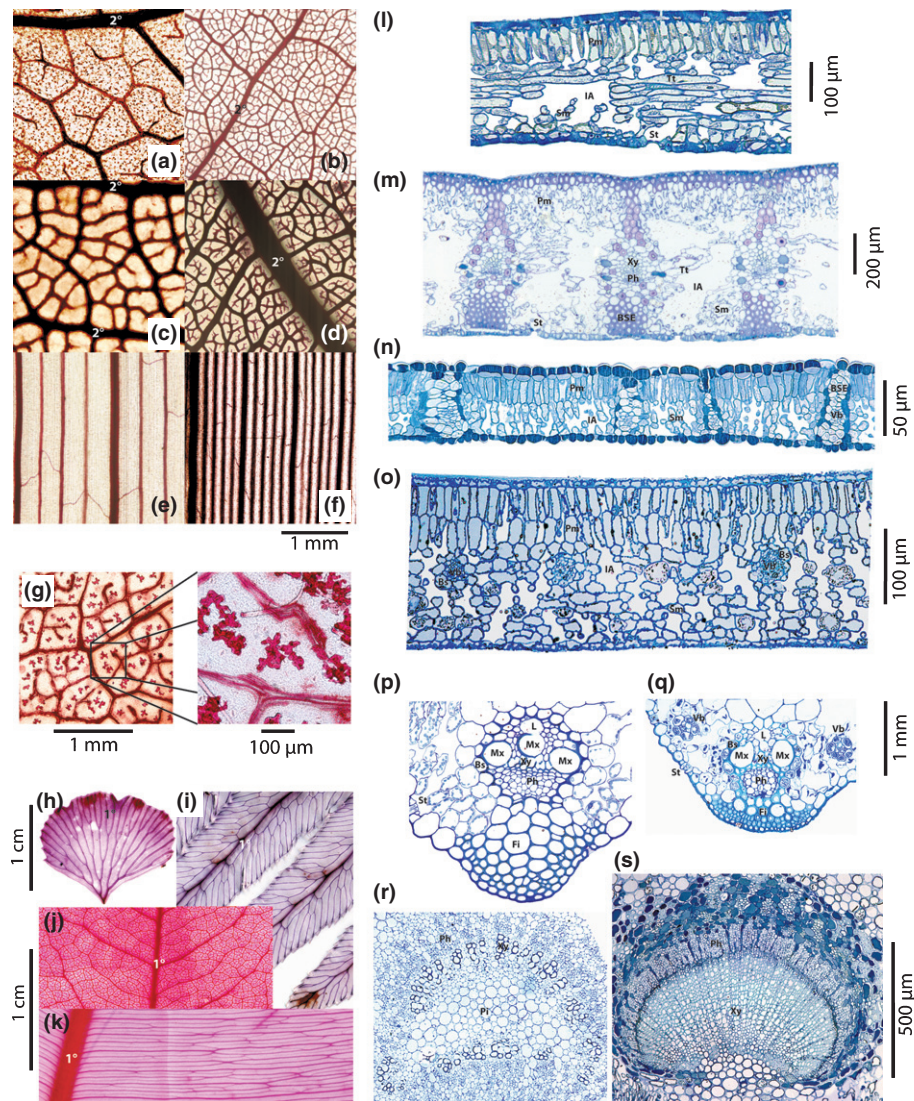 2°
(a)
2
(b)
2°
2°
(c)
2°
(d)
(e)
(f)
1 mm
(g)
1 mm
100 µm
(h)
1°
1 cm
(i)
1
(j)
1°
1 cm
(k)
1°
(l)
Pm
Tt
IA
Sm
St
100 µm
(m)
Pm
Xy
Tt
Ph
IA
Sm
St
BSE
200 µm
(n)
Pm
BSE
IA
Sm
Vb
50 µm
(o)
Pm
IA
Bs
Vb
Bs
Vb
Sm
100 µm
(p)
L
Mx
Mx
Mx
Xy
Bs
Ph
St
Fi
(q)
Vb
L
Vb
Bs
Mx
Xy
Mx
St
Ph
Fi
1 mm
(r)
Ph
Xy
Pi
(s)
Ph
Xy
500 µm